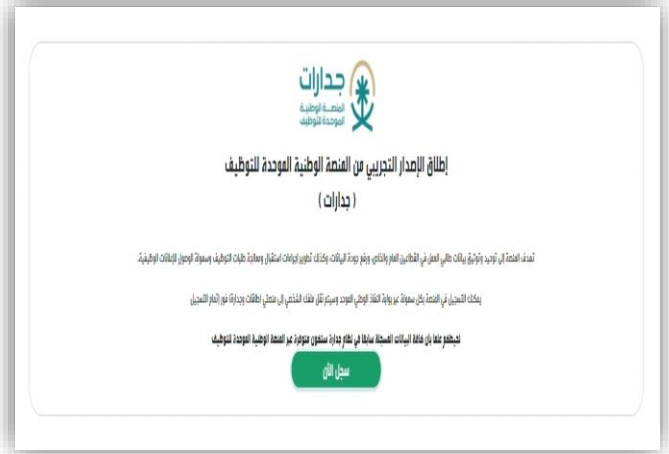 جدارات
المنصة الوطنية
الموحدة للتوظيف
إطلاق الإصدار التجريبي من المنصة الوطنية الموحدة للتوظيف
( جدارات )
تهدف المنصة إلى توحيد وتوثيق بيانات طالبي العمل في القطاعين العام والخاص، ورفع جودة البيانات، وكذلك تطوير إجراءات استقبال ومعالجة طلبات التوظيف وسهولة الوصول للإعلانات الوظيفية.
يمكنك التسجيل في المنصة بكل سهولة عبر بوابة النفاذ الوطني الموحد وسيتم نقل ملفك الشخصي إلى منصتي (طاقات وجدارة) فور إتمام التسجيل
نحيطكم علما بأن كافة البيانات المسجلة سابقا في نظام جدارة ستكون متوفرة عبر المنصة الوطنية الموحدة للتوظيف
سجل الآن